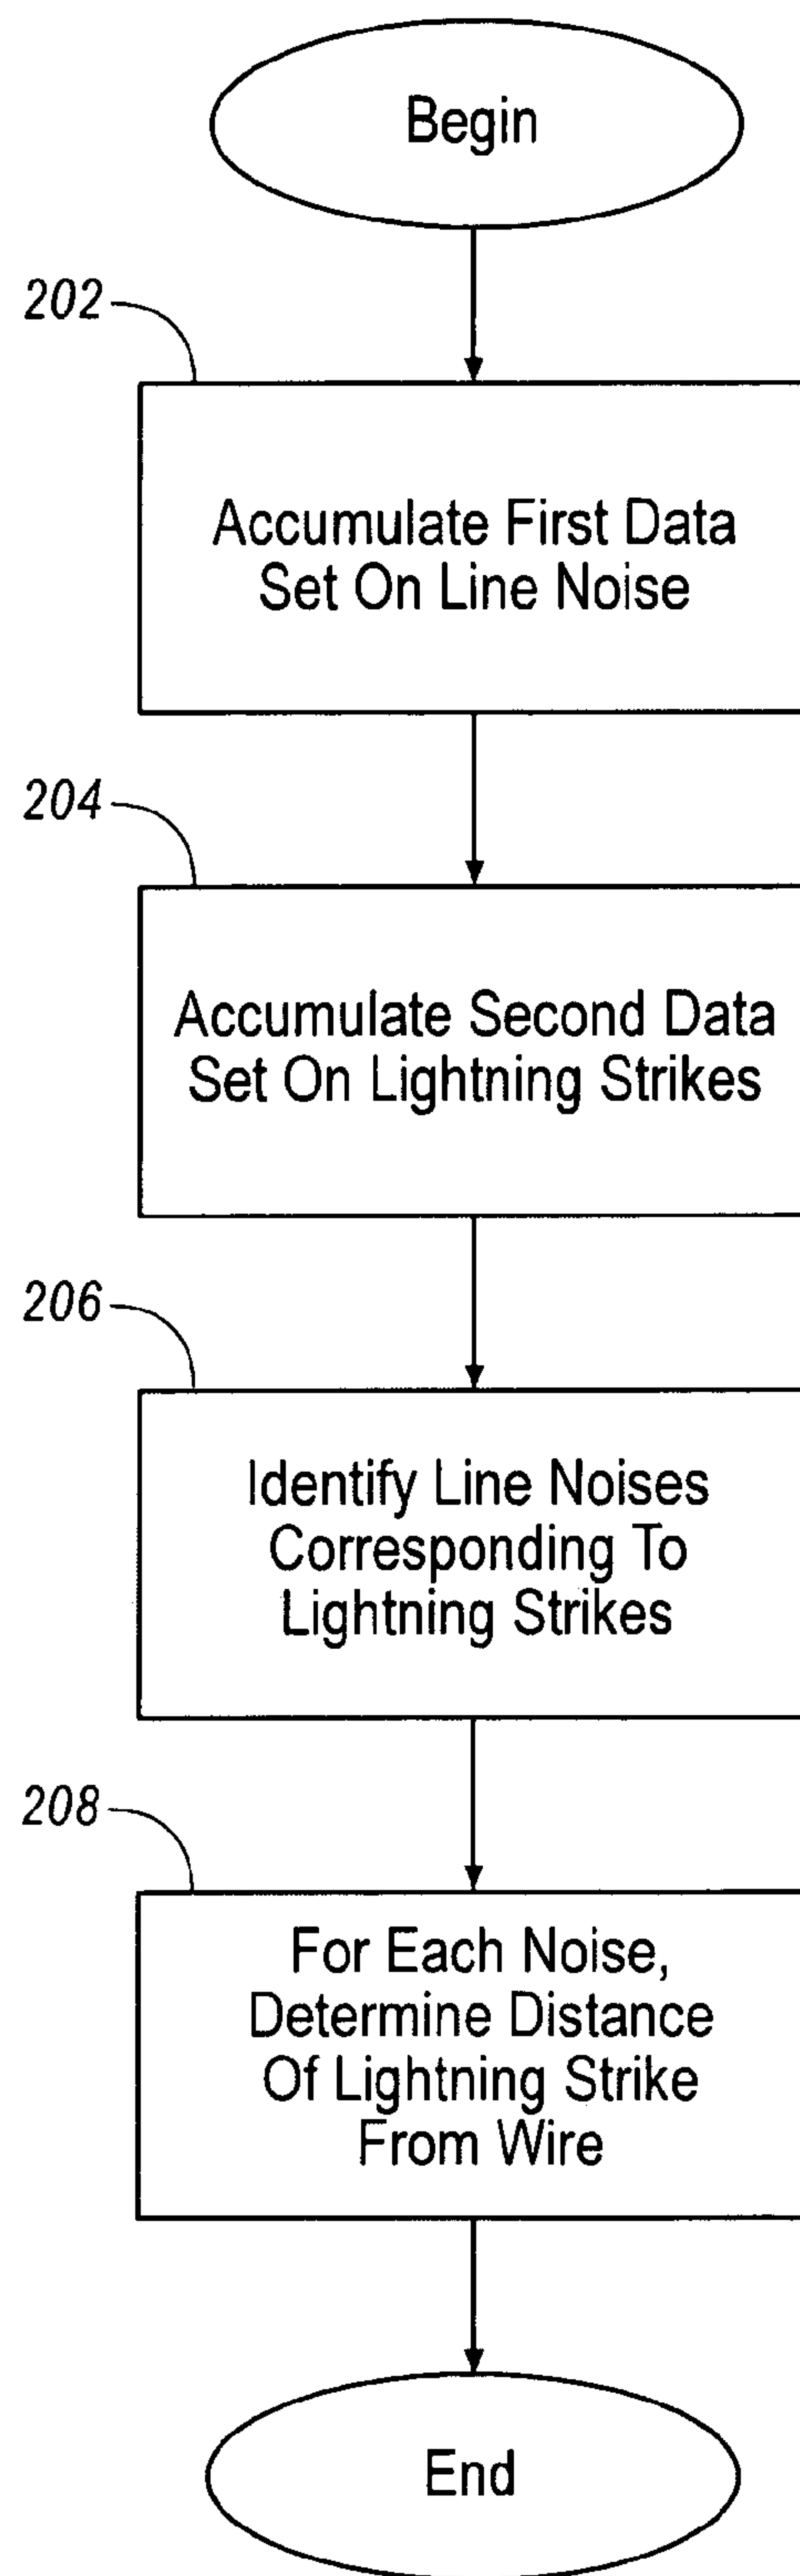 Begin
202
Accumulate First Data
Set On Line Noise
204
Accumulate Second Data
Set On Lightning Strikes
206
Identify Line Noises
Corresponding To
Lightning Strikes
208
For Each Noise,
Determine Distance
Of Lightning Strike
From Wire
End